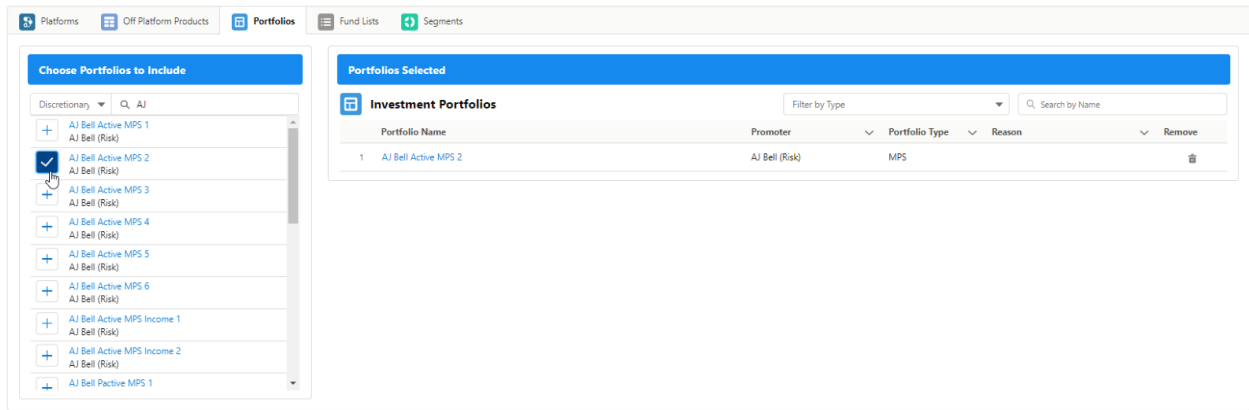 Platforms
Off Platform Products
Portfolios
Fund Lists
Segments
Choose Portfolios to Include
Discretionary
AJ
AJ Bell Active MPS 1
AJ Bell (Risk)
AJ Bell Active MPS 2
AJ Bell (Risk)
AJ Bell Active MPS 3
AJ Bell (Risk)
AJ Bell Active MPS 4
AJ Bell (Risk)
AJ Bell Active MPS 5
AJ Bell (Risk)
AJ Bell Active MPS 6
AJ Bell (Risk)
AJ Bell Active MPS Income 1
AJ Bell (Risk)
AJ Bell Active MPS Income 2
AJ Bell (Risk)
AJ Bell Pactive MPS 1
Portfolios Selected
Investment Portfolios
Filter by Type
Search by Name
Portfolio Name Promoter Portfolio Type Reason Remove
1 AJ Bell Active MPS 2 AJ Bell (Risk) MPS